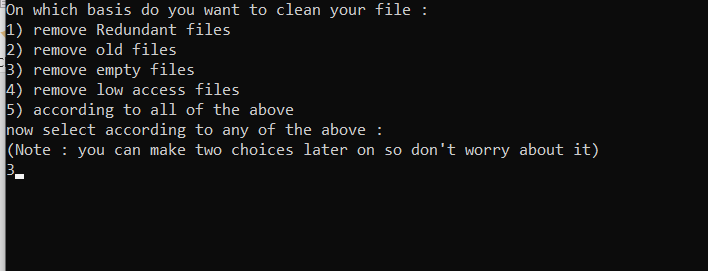 On which basis do you want to clean your file :
1) remove Redundant files
2) remove old files
3) remove empty files
4) remove low access files
5) according to all of the above
now select according to any of the above :
(Note : you can make two choices later on so don't worry about it)
3